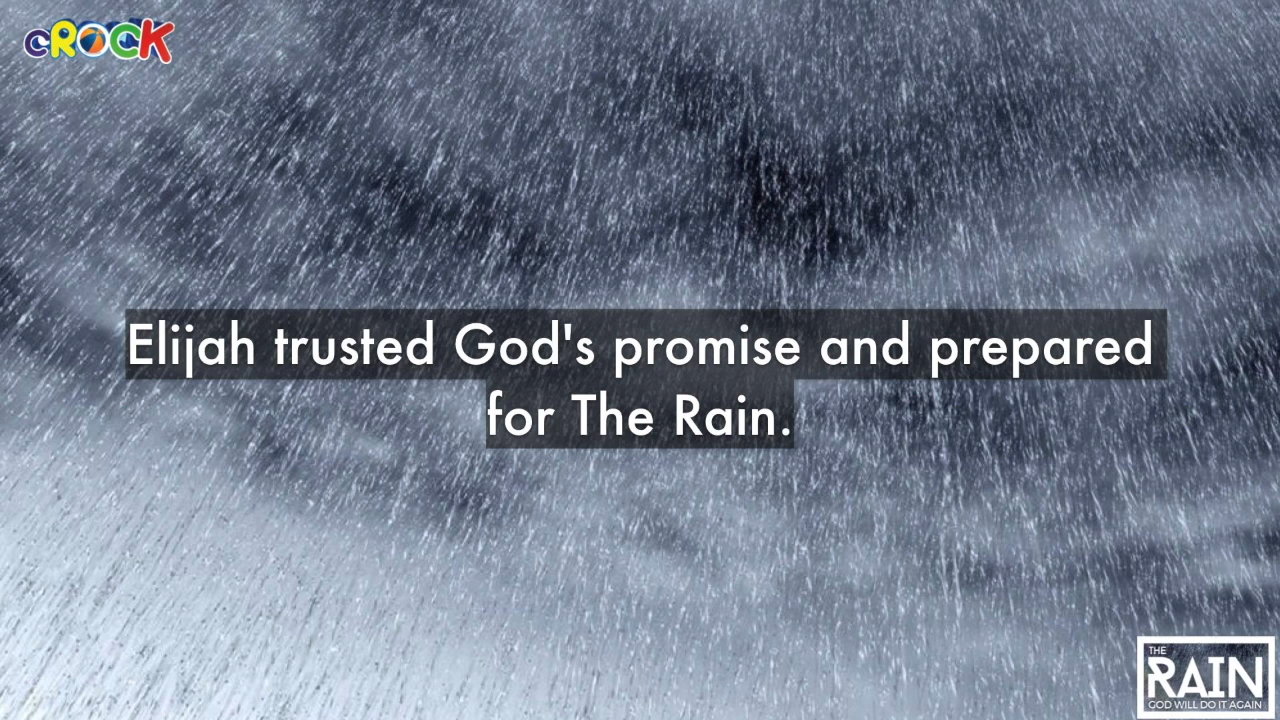 cROCK
Elijah trusted God's promise and prepared
for The Rain.
THE
RAIN
GOD WILL DO IT AGAIN